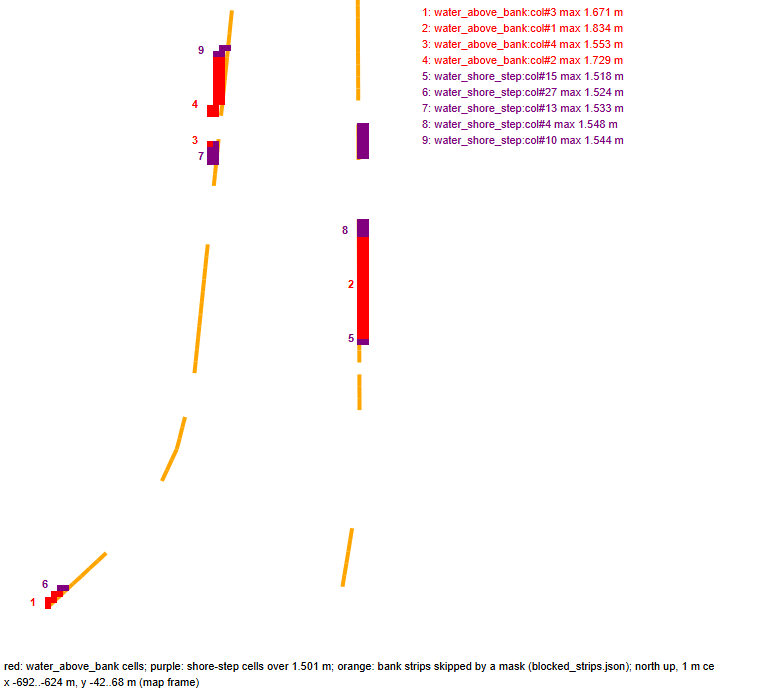 1: water_above_bank:col#3 max 1.671 m
2: water_above_bank:col#1 max 1.834 m
3: water_above_bank:col#4 max 1.553 m
4: water_above_bank:col#2 max 1.729 m
5: water_shore_step:col#15 max 1.518 m
6: water_shore_step:col#27 max 1.524 m
7: water_shore_step:col#13 max 1.533 m
8: water_shore_step:col#4 max 1.548 m
9: water_shore_step:col#10 max 1.544 m
9
4
3
7
8
2
5
6
1
red: water_above_bank cells; purple: shore-step cells over 1.501 m; orange: bank strips skipped by a mask (blocked_strips.json); north up, 1 m ce
x -692..-624 m, y -42..68 m (map frame)